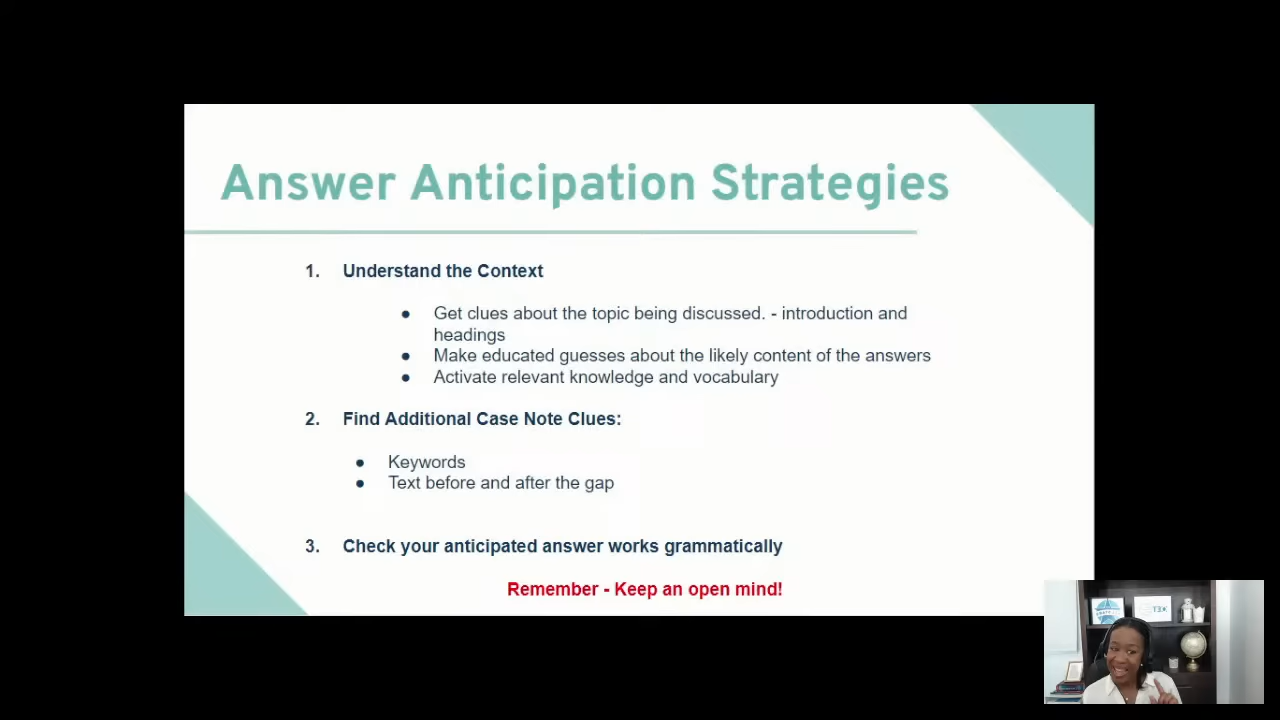 Answer Anticipation Strategies
1. Understand the Context
● Get clues about the topic being discussed. - introduction and
headings
● Make educated guesses about the likely content of the answers
● Activate relevant knowledge and vocabulary
2. Find Additional Case Note Clues:
● Keywords
● Text before and after the gap
3. Check your anticipated answer works grammatically
Remember - Keep an open mind!